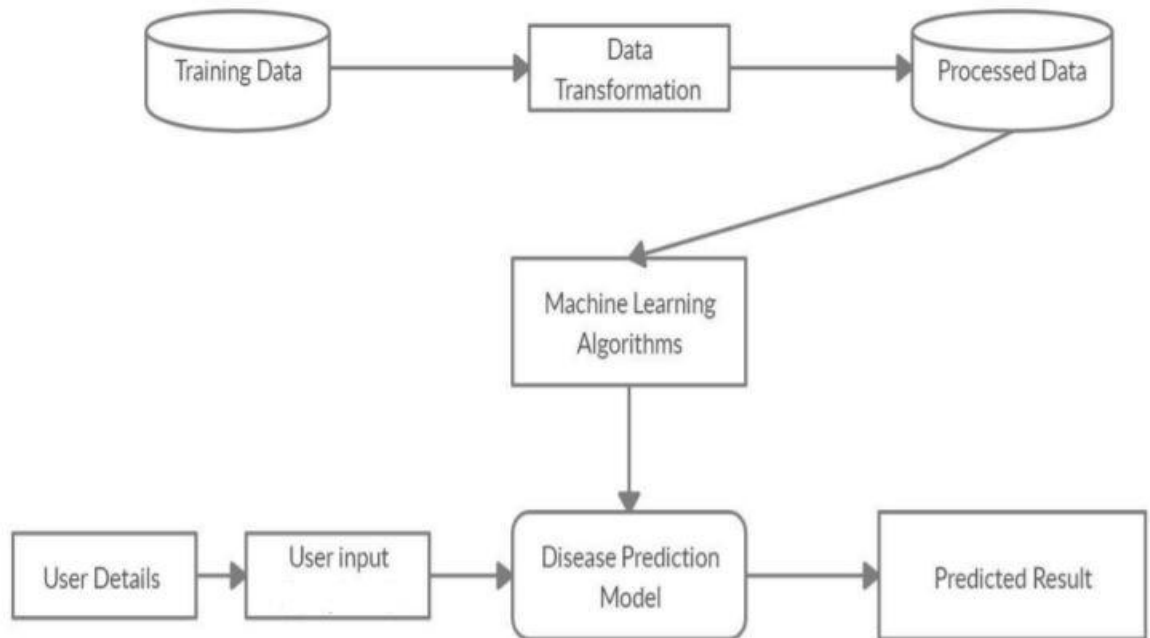 Training Data
Data
Transformation
Processed Data
Machine Learning
Algorithms
User Details
User input
Disease Prediction
Model
Predicted Result